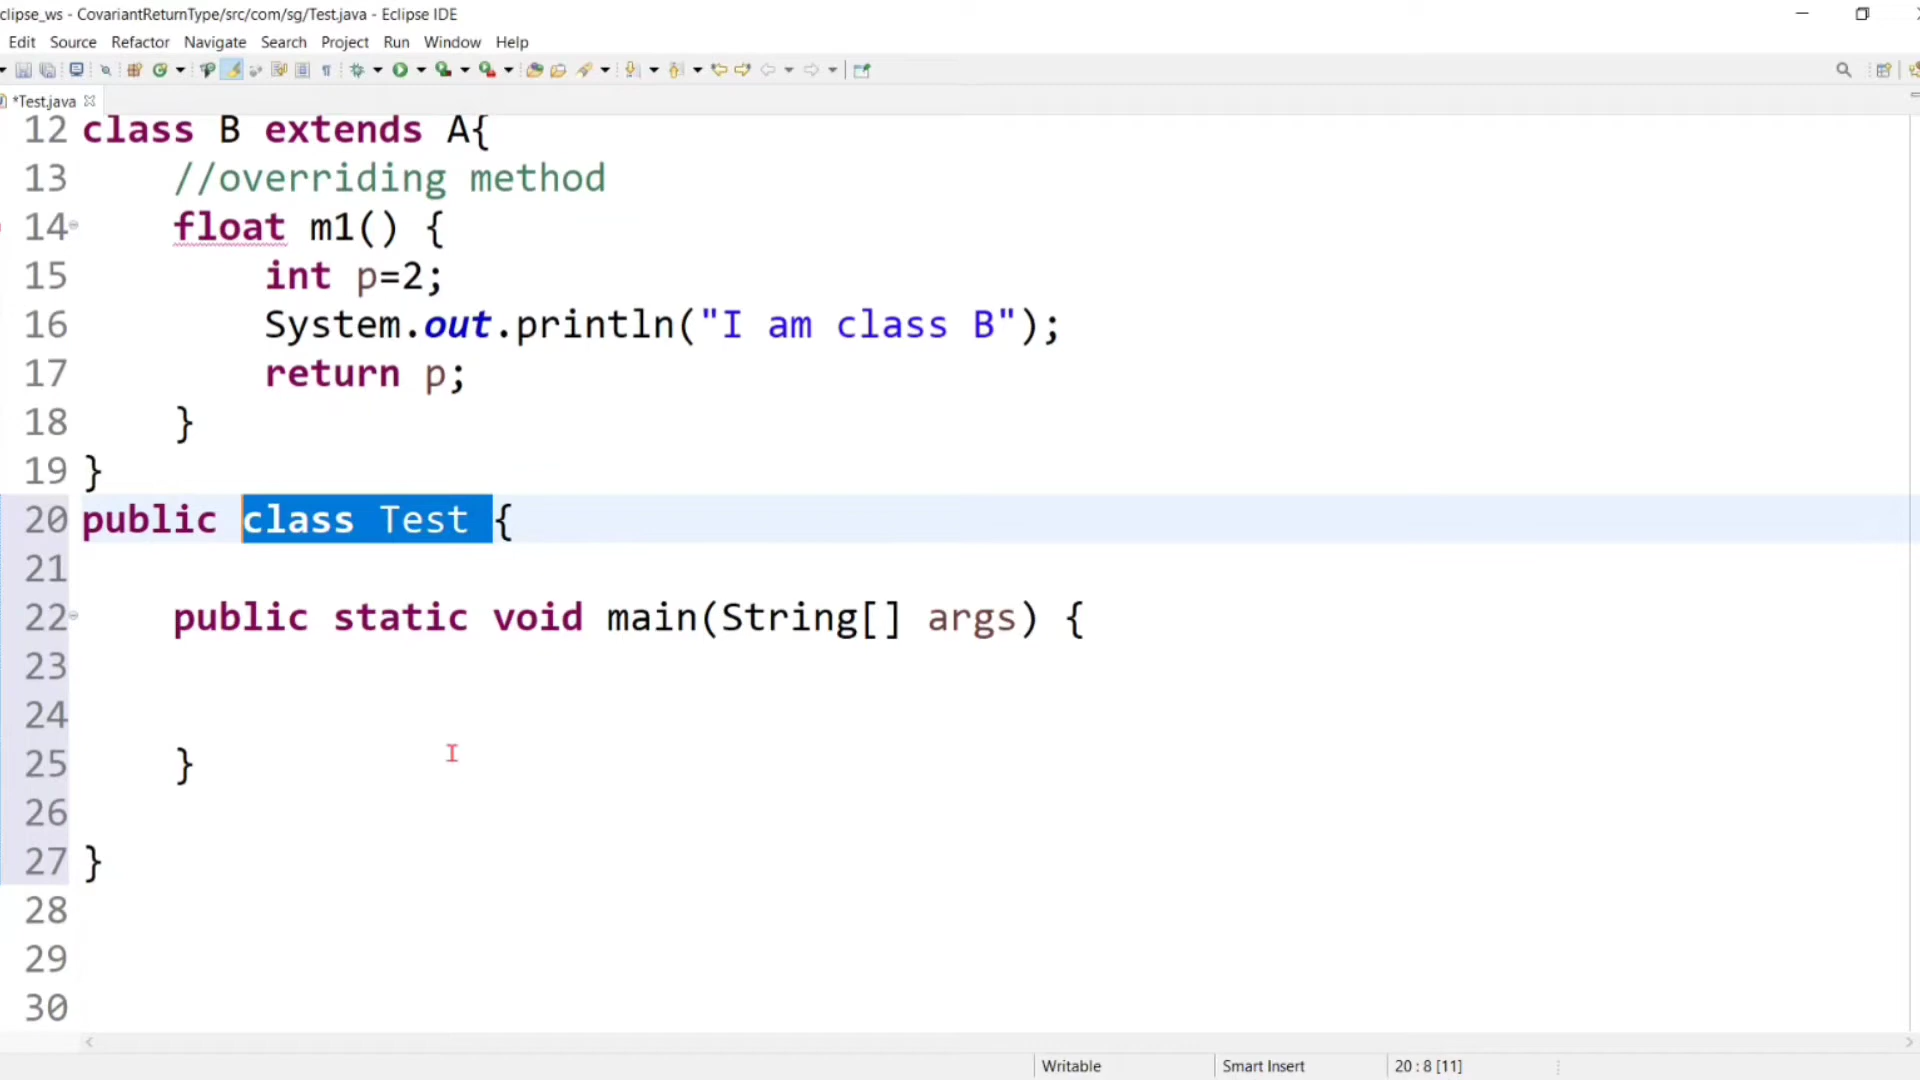 clipse_ws - CovariantReturnType/src/com/sg/Test.java - Eclipse IDE
Edit Source Refactor Navigate Search Project Run Window Help
*Test.java
12 class B extends A{
13 //overriding method
14 float m1() {
15 int p=2;
16 System.out.println("I am class B");
17 return p;
18 }
19 }
20 public class Test {
21
22 public static void main(String[] args) {
23
24
25 }
26
27 }
28
29
30
Writable Smart Insert 20 : 8 [11]